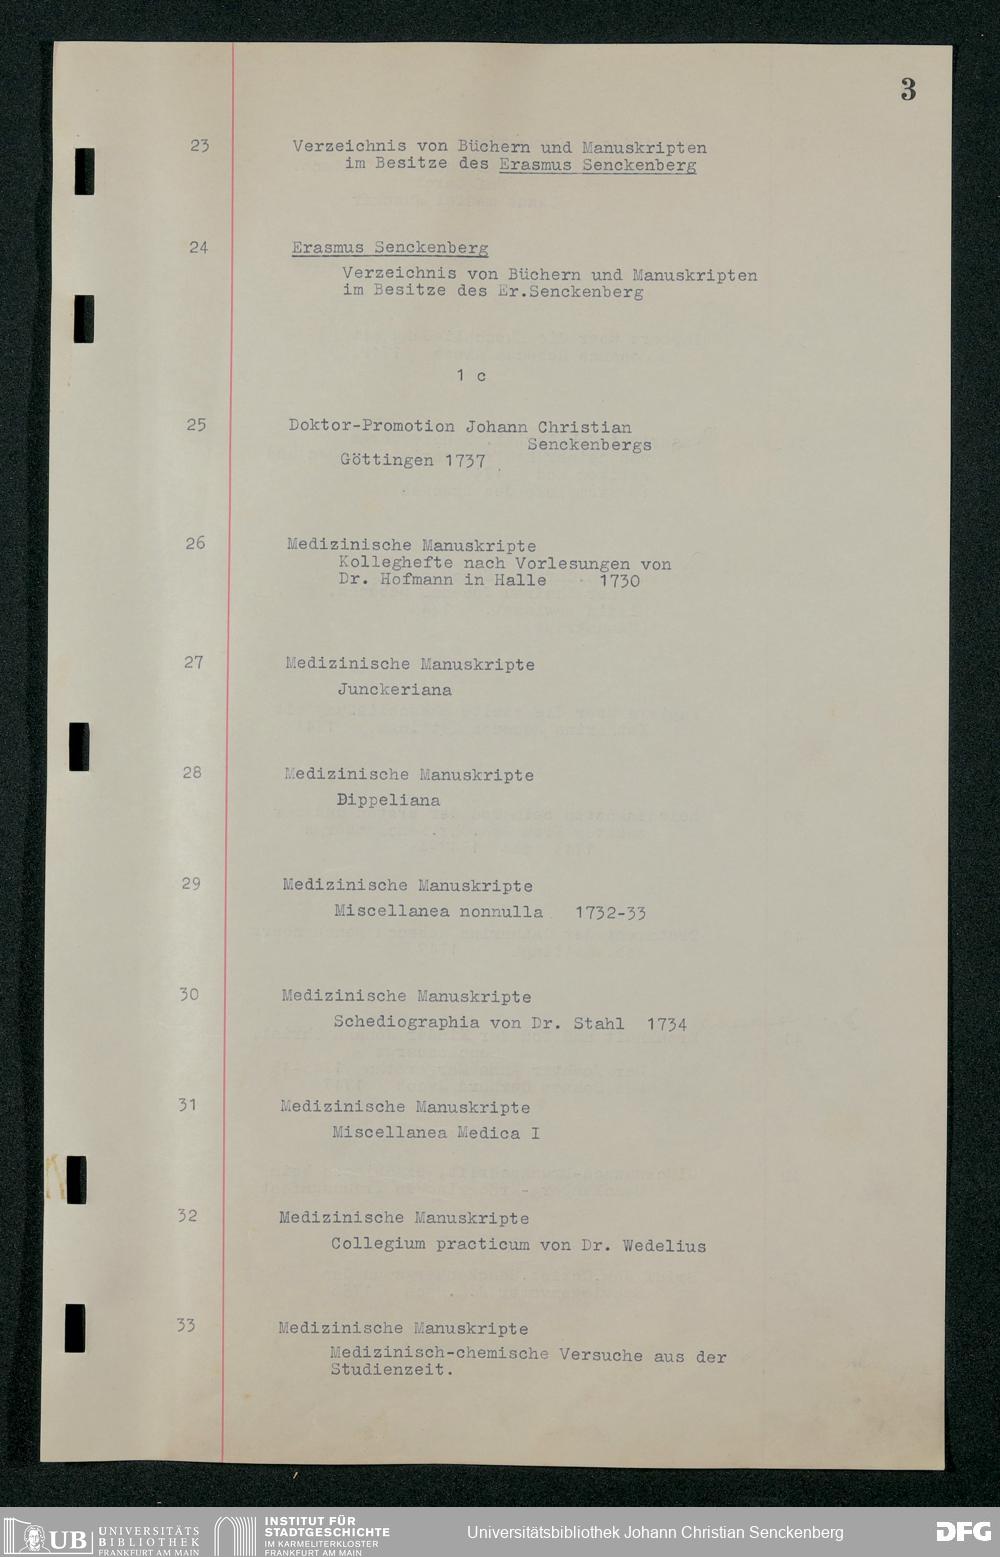 3
23 Verzeichnis von Büchern und Manuskripten
im Besitze des Erasmus Senckenberg
24 Erasmus Senckenberg
Verzeichnis von Büchern und Manuskripten
im Besitze des Er.Senckenberg
1 c
25 Doktor-Promotion Johann Christian
Senckenbergs
Göttingen 1737
26 Medizinische Manuskripte
Kolleghefte nach Vorlesungen von
Dr. Hofmann in Halle 1730
27 Medizinische Manuskripte
Junckeriana
28 Medizinische Manuskripte
Dippeliana
29 Medizinische Manuskripte
Miscellanea nonnulla 1732-33
30 Medizinische Manuskripte
Schediographia von Dr. Stahl 1734
31 Medizinische Manuskripte
Miscellanea Medica I
32 Medizinische Manuskripte
Collegium practicum von Dr. Wedelius
33 Medizinische Manuskripte
Medizinisch-chemische Versuche aus der
Studienzeit.
UB UNIVERSITÄTS
BIBLIOTHEK
FRANKFURT AM MAIN
INSTITUT FÜR
STADTGESCHICHTE
IM KARMELITERKLOSTER
FRANKFURT AM MAIN
Universitätsbibliothek Johann Christian Senckenberg
DFG